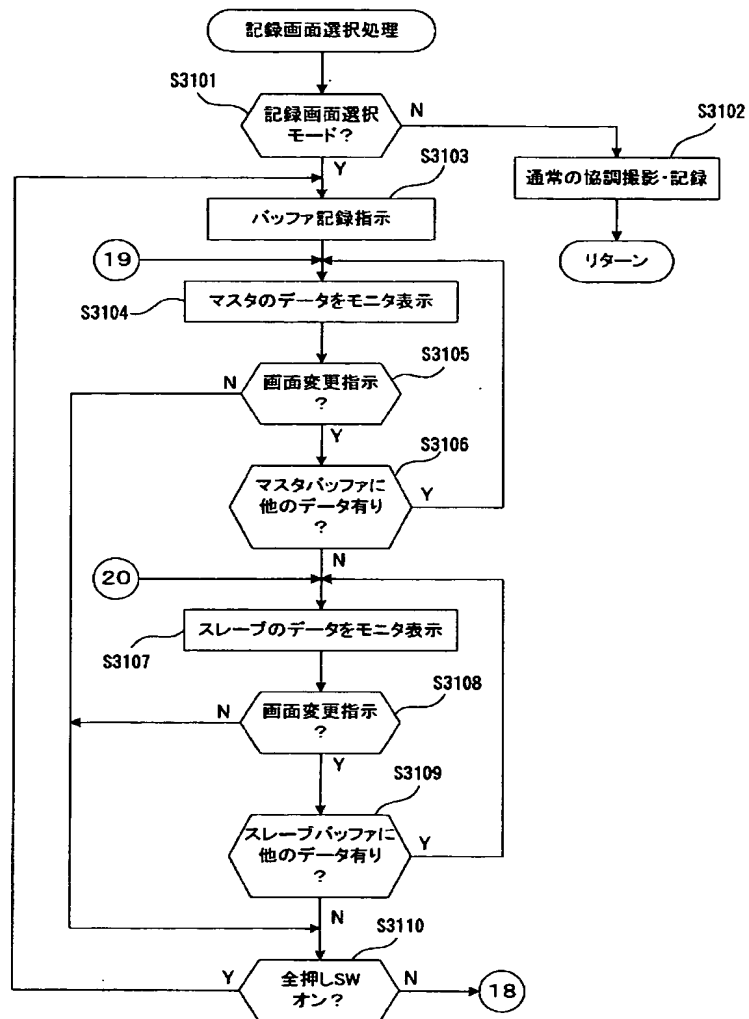 記録画面選択処理
S3101
記録画面選択
モード?
N
Y
S3102
通常の協調撮影・記録
リターン
S3103
バッファ記録指示
19
S3104
マスタのデータをモニタ表示
S3105
画面変更指示
?
N
Y
S3106
マスタバッファに
他のデータ有り
?
Y
N
20
S3107
スレーブのデータをモニタ表示
S3108
画面変更指示
?
N
Y
S3109
スレーブバッファに
他のデータ有り
?
Y
N
S3110
全押しSW
オン?
Y
N
18